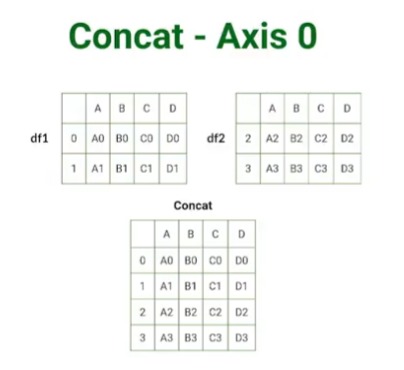 Concat - Axis 0
A B C D
df1 0 A0 B0 C0 D0
1 A1 B1 C1 D1
A B C D
df2 2 A2 B2 C2 D2
3 A3 B3 C3 D3
Concat
A B C D
0 A0 B0 C0 D0
1 A1 B1 C1 D1
2 A2 B2 C2 D2
3 A3 B3 C3 D3